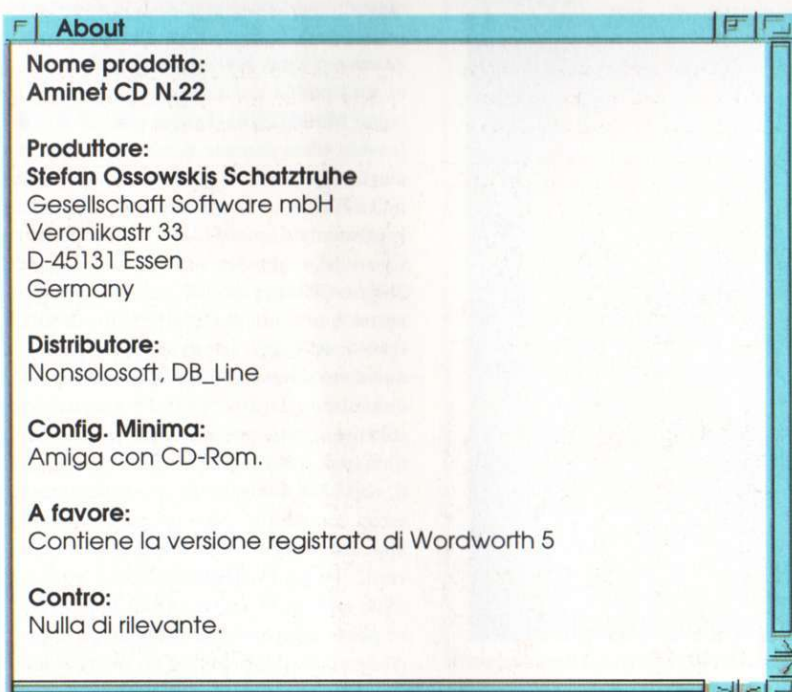 About
Nome prodotto:
Aminet CD N.22
Produttore:
Stefan Ossowskis Schatztruhe
Gesellschaft Software mbH
Veronikastr 33
D-45131 Essen
Germany
Distributore:
Nonsolosoft, DB_Line
Config. Minima:
Amiga con CD-Rom.
A favore:
Contiene la versione registrata di Wordworth 5
Contro:
Nulla di rilevante.